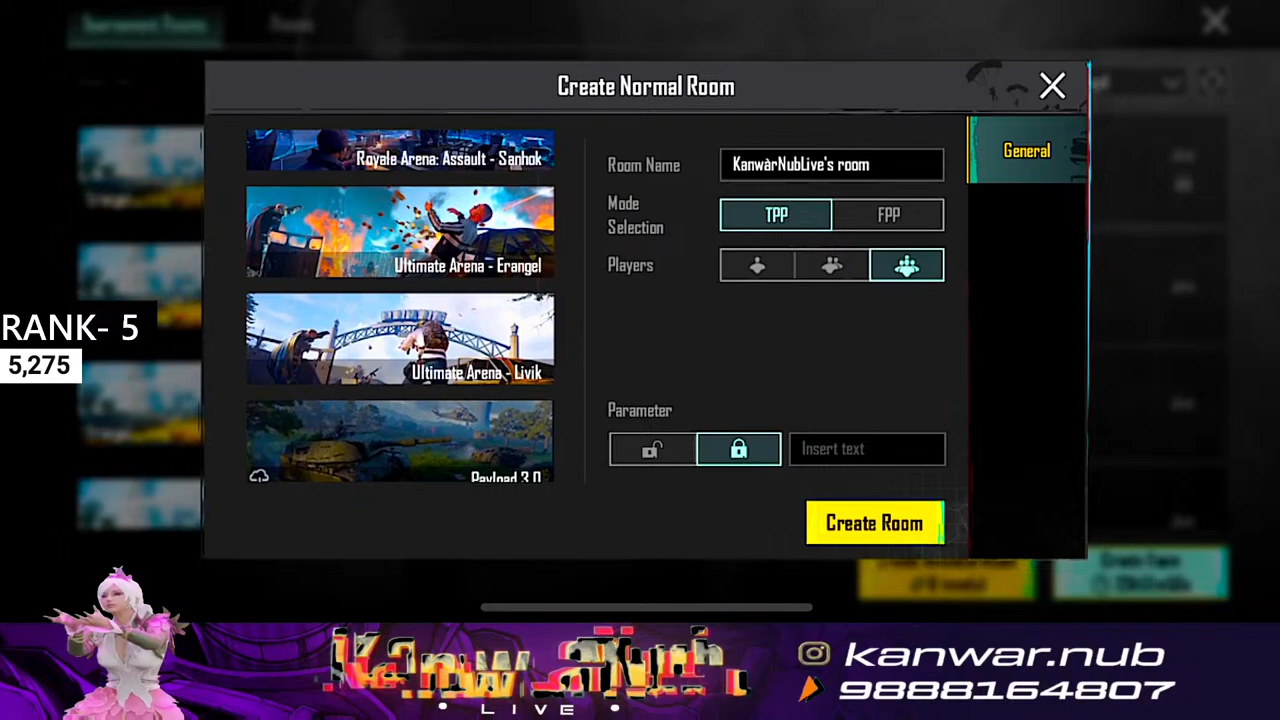 Create Normal Room
Royale Arena: Assault - Sanhok
Ultimate Arena - Erangel
Ultimate Arena - Livik
Payload 3.0
Room Name
KanwàrNubLive's room
Mode
Selection
TPP
FPP
Players
Parameter
Insert text
Create Room
General
RANK- 5
5,275
LIVE
kanwar.nub
9888164807